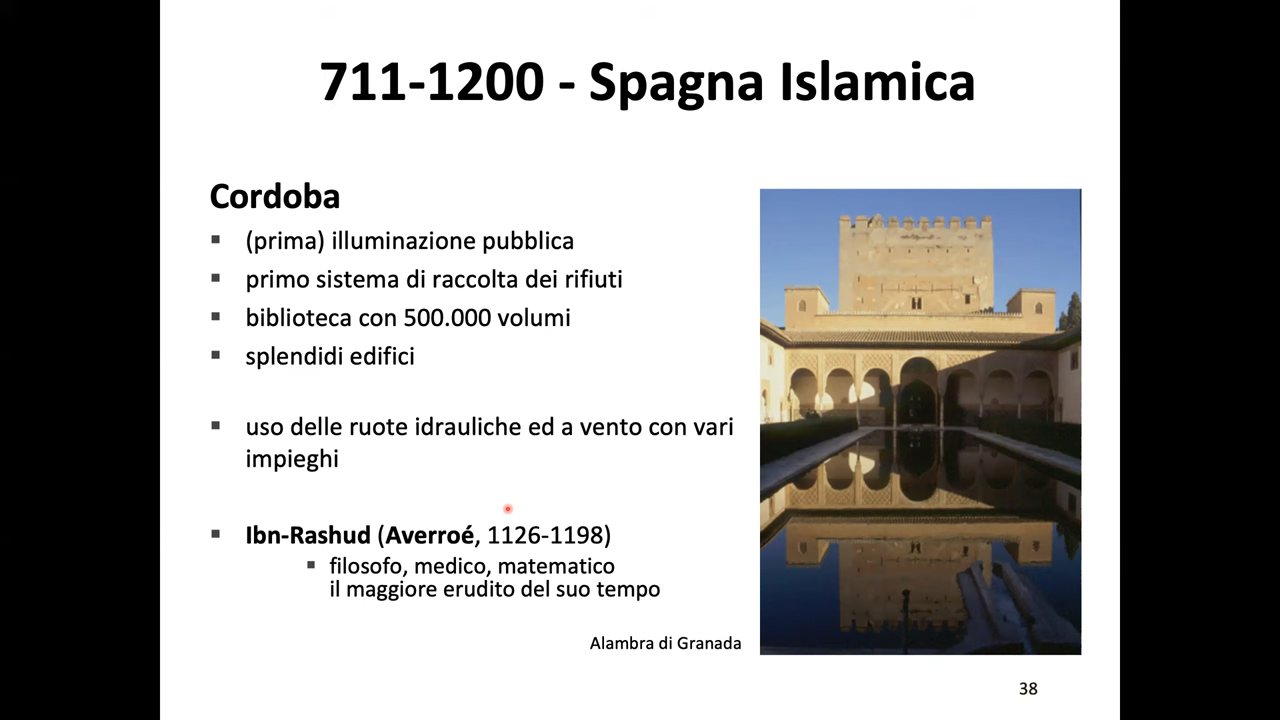 711-1200 - Spagna Islamica
Cordoba
▪ (prima) illuminazione pubblica
▪ primo sistema di raccolta dei rifiuti
▪ biblioteca con 500.000 volumi
▪ splendidi edifici
▪ uso delle ruote idrauliche ed a vento con vari
impieghi
▪ Ibn-Rashud (Averroé, 1126-1198)
▪ filosofo, medico, matematico
il maggiore erudito del suo tempo
Alambra di Granada
38